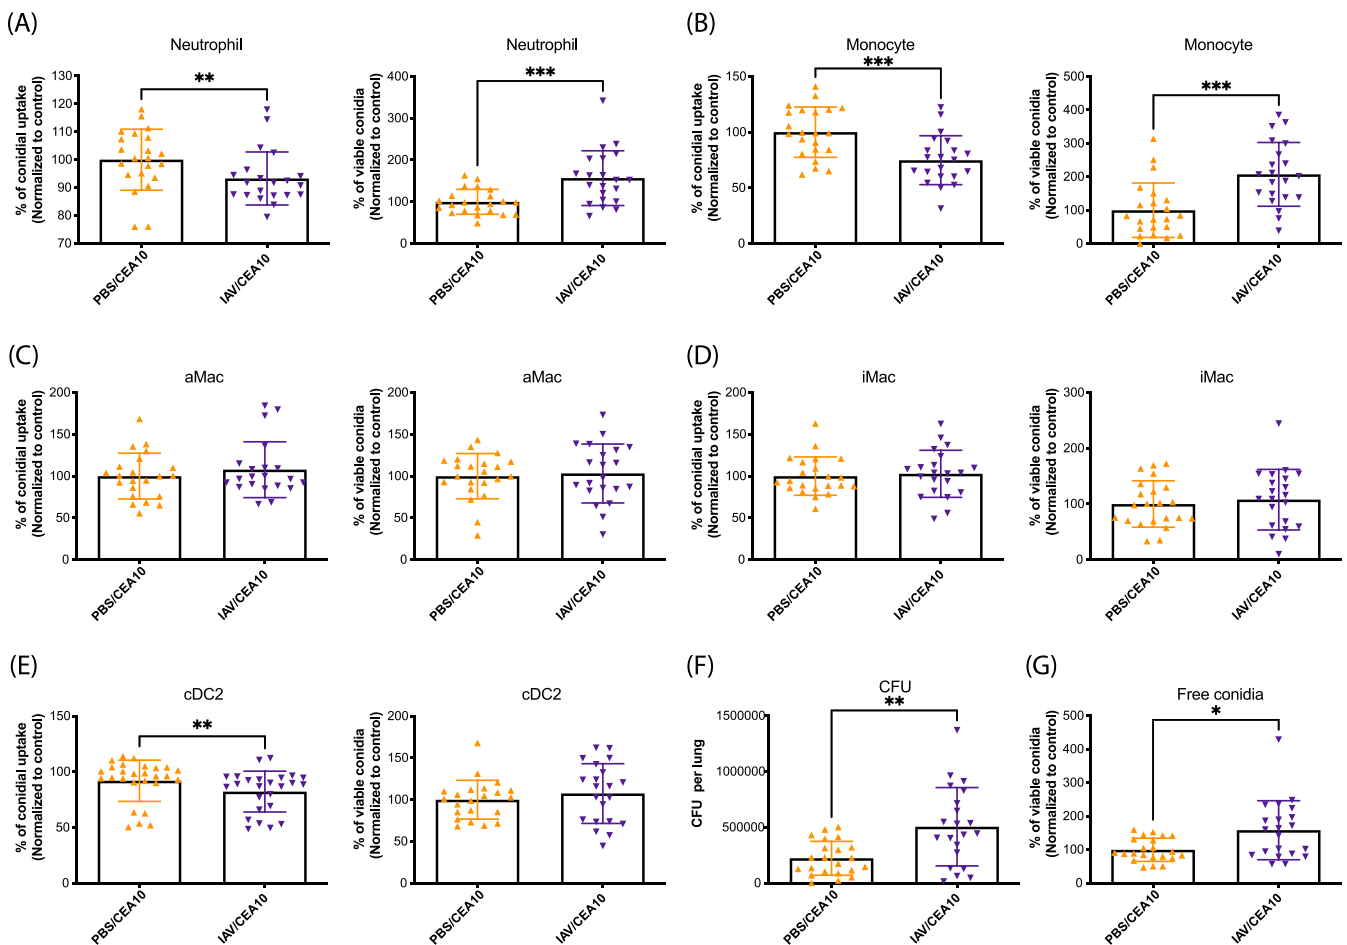 (A)
Neutrophil
% of conidial uptake
(Normalized to control)
130
120
110
100
90
80
70
**
PBS/CEA10
IAV/CEA10
Neutrophil
% of viable conidia
(Normalized to control)
400
300
200
100
0
***
PBS/CEA10
IAV/CEA10
(B)
Monocyte
% of conidial uptake
(Normalized to control)
150
100
50
0
***
PBS/CEA10
IAV/CEA10
Monocyte
% of viable conidia
(Normalized to control)
500
400
300
200
100
0
***
PBS/CEA10
IAV/CEA10
(C)
aMac
% of conidial uptake
(Normalized to control)
200
150
100
50
0
PBS/CEA10
IAV/CEA10
aMac
% of viable conidia
(Normalized to control)
200
150
100
50
0
PBS/CEA10
IAV/CEA10
(D)
iMac
% of conidial uptake
(Normalized to control)
200
150
100
50
0
PBS/CEA10
IAV/CEA10
iMac
% of viable conidia
(Normalized to control)
300
200
100
0
PBS/CEA10
IAV/CEA10
(E)
cDC2
% of conidial uptake
(Normalized to control)
150
100
50
0
**
PBS/CEA10
IAV/CEA10
cDC2
% of viable conidia
(Normalized to control)
200
150
100
50
0
PBS/CEA10
IAV/CEA10
(F)
CFU
CFU per lung
1500000
1000000
500000
0
**
PBS/CEA10
IAV/CEA10
(G)
Free conidia
% of viable conidia
(Normalized to control)
500
400
300
200
100
0
*
PBS/CEA10
IAV/CEA10